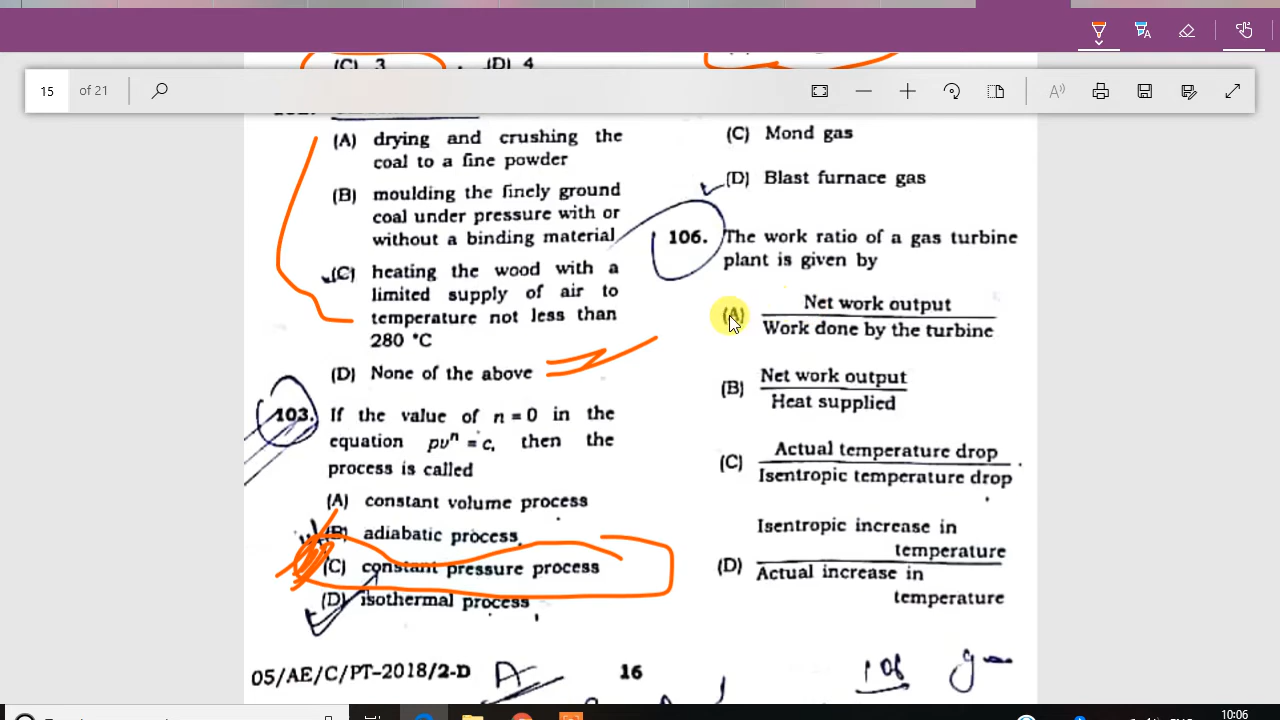 (C) 3
(D) 4
15 of 21
(A) drying and crushing the
coal to a fine powder
(B) moulding the finely ground
coal under pressure with or
without a binding material
(C) heating the wood with a
limited supply of air to
temperature not less than
280 °C
(D) None of the above
103. If the value of n = 0 in the
equation pvⁿ = c, then the
process is called
(A) constant volume process
(B) adiabatic process
(C) constant pressure process
(D) isothermal process
05/AE/C/PT-2018/2-D
A
16
(C) Mond gas
(D) Blast furnace gas
106. The work ratio of a gas turbine
plant is given by
(A) Net work output
Work done by the turbine
(B) Net work output
Heat supplied
(C) Actual temperature drop
Isentropic temperature drop
(D) Isentropic increase in
temperature
Actual increase in
temperature
108
10:06